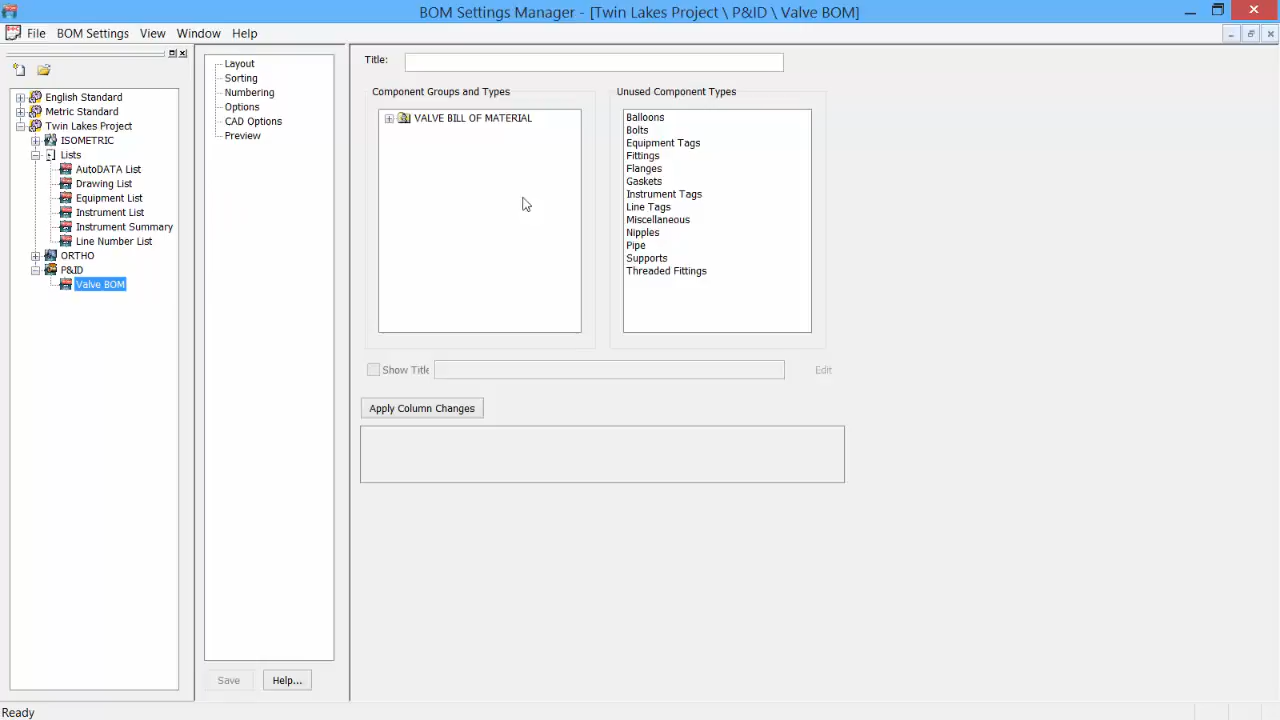 BOM Settings Manager - [Twin Lakes Project \ P&ID \ Valve BOM]
File BOM Settings View Window Help
English Standard
Metric Standard
Twin Lakes Project
ISOMETRIC
Lists
AutoDATA List
Drawing List
Equipment List
Instrument List
Instrument Summary
Line Number List
ORTHO
P&ID
Valve BOM
Layout
Sorting
Numbering
Options
CAD Options
Preview
Save Help...
Title:
Component Groups and Types
VALVE BILL OF MATERIAL
Unused Component Types
Balloons
Bolts
Equipment Tags
Fittings
Flanges
Gaskets
Instrument Tags
Line Tags
Miscellaneous
Nipples
Pipe
Supports
Threaded Fittings
Show Title Edit
Apply Column Changes
Ready